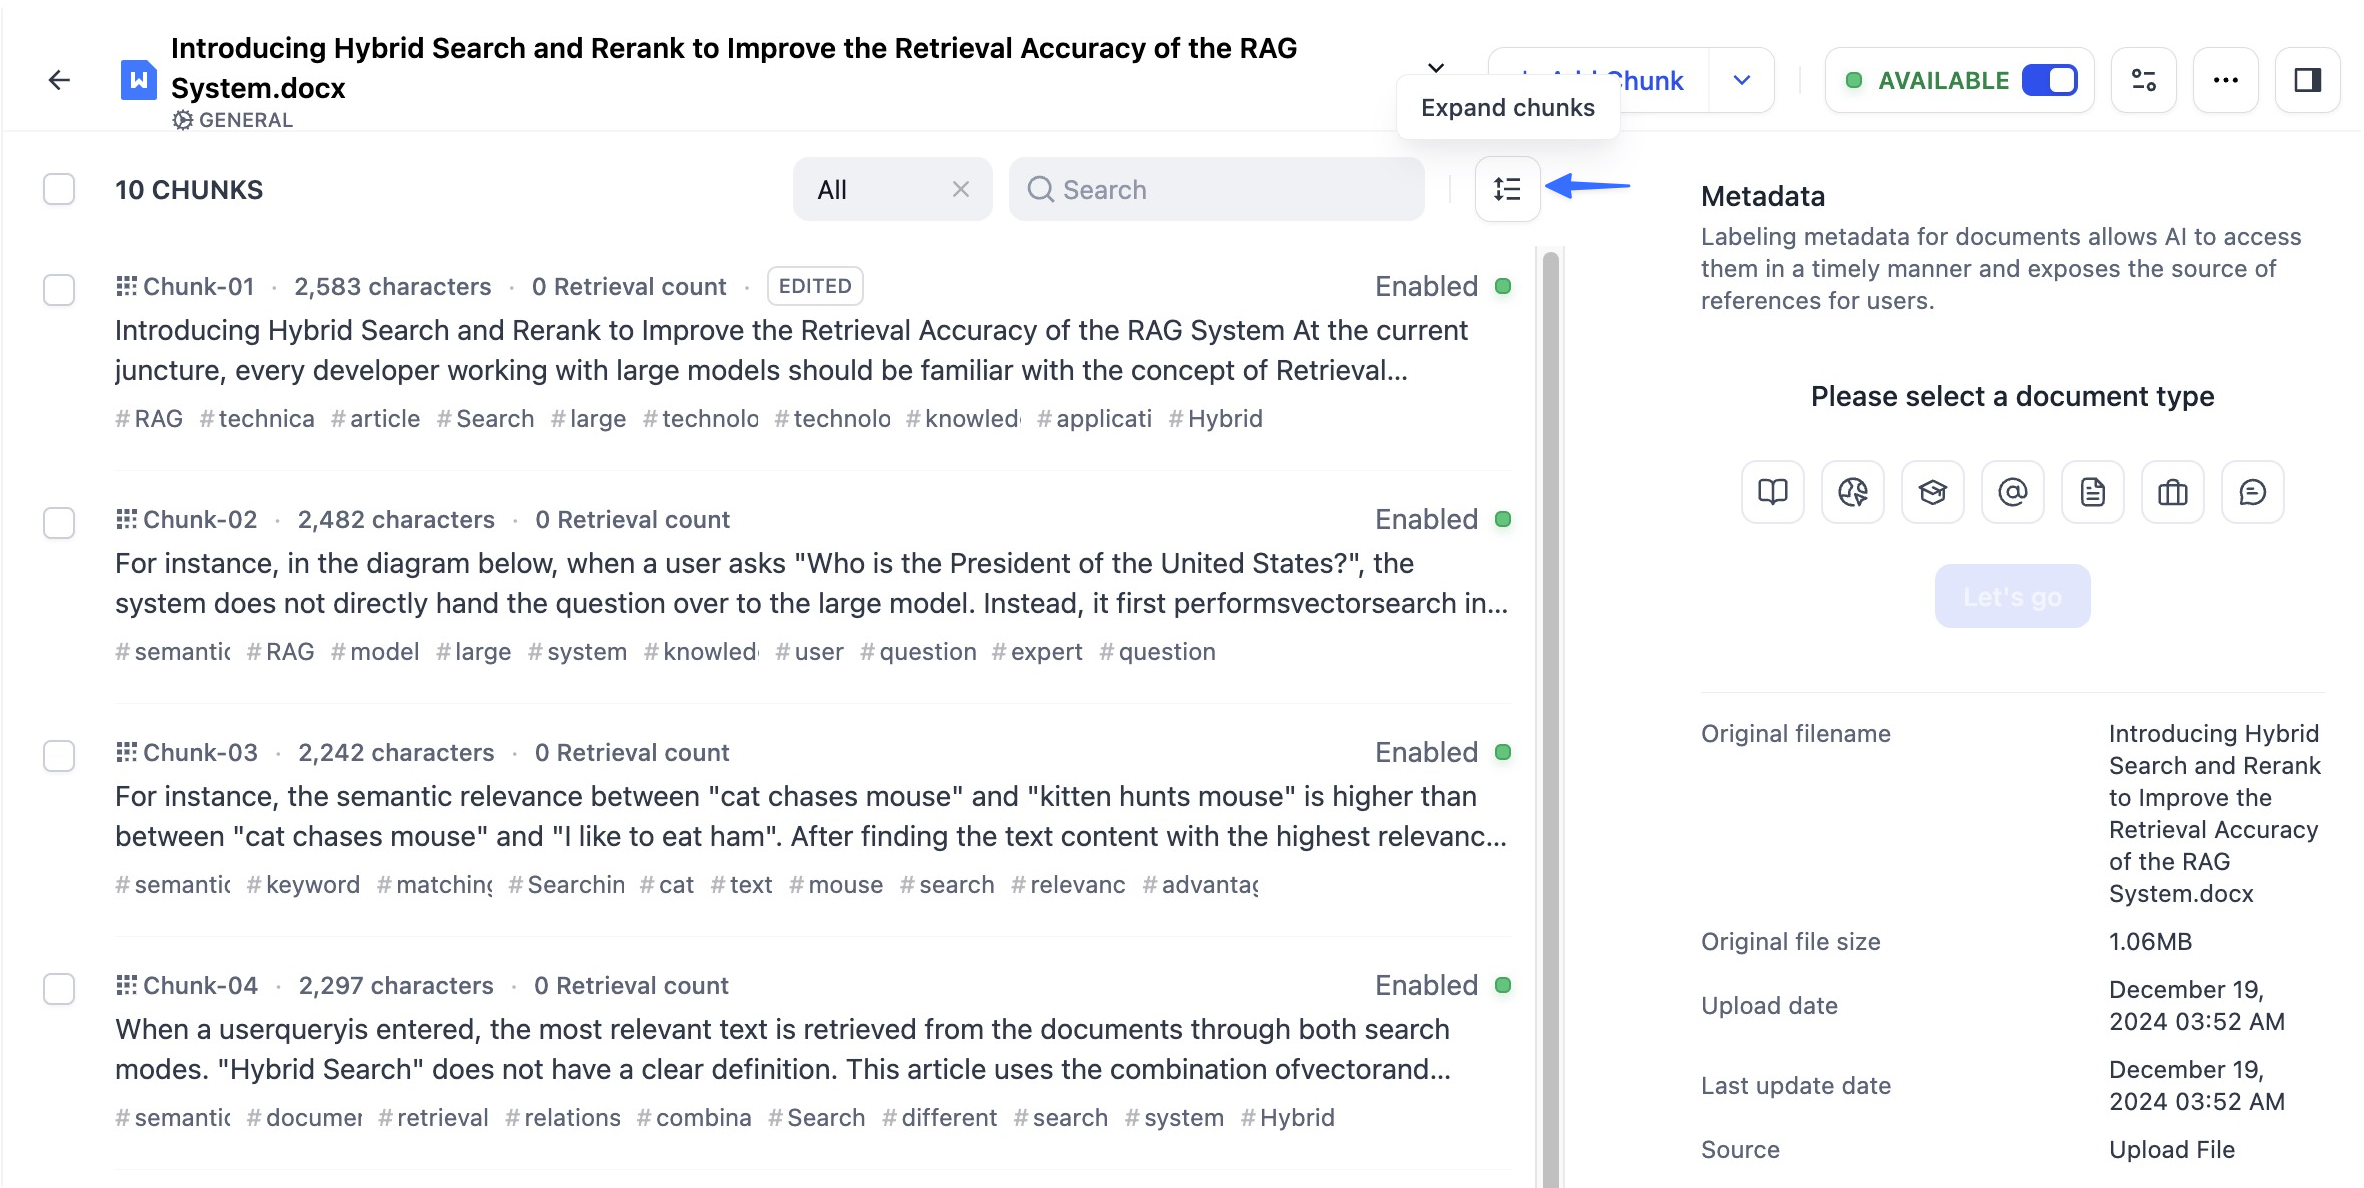 Introducing Hybrid Search and Rerank to Improve the Retrieval Accuracy of the RAG
System.docx
GENERAL
Chunk
Expand chunks
AVAILABLE
10 CHUNKS
All
Search
Chunk-01 · 2,583 characters · 0 Retrieval count · EDITED
Enabled
Introducing Hybrid Search and Rerank to Improve the Retrieval Accuracy of the RAG System At the current
juncture, every developer working with large models should be familiar with the concept of Retrieval...
# RAG # technica # article # Search # large # technolo # technolo # knowled # applicati # Hybrid
Chunk-02 · 2,482 characters · 0 Retrieval count
Enabled
For instance, in the diagram below, when a user asks "Who is the President of the United States?", the
system does not directly hand the question over to the large model. Instead, it first performsvectorsearch in...
# semantic # RAG # model # large # system # knowled # user # question # expert # question
Chunk-03 · 2,242 characters · 0 Retrieval count
Enabled
For instance, the semantic relevance between "cat chases mouse" and "kitten hunts mouse" is higher than
between "cat chases mouse" and "I like to eat ham". After finding the text content with the highest relevanc...
# semantic # keyword # matching # Searchin # cat # text # mouse # search # relevanc # advantag
Chunk-04 · 2,297 characters · 0 Retrieval count
Enabled
When a userqueryis entered, the most relevant text is retrieved from the documents through both search
modes. "Hybrid Search" does not have a clear definition. This article uses the combination ofvectorand...
# semantic # documen # retrieval # relations # combina # Search # different # search # system # Hybrid
Metadata
Labeling metadata for documents allows AI to access
them in a timely manner and exposes the source of
references for users.
Please select a document type
Let's go
Original filename
Introducing Hybrid
Search and Rerank
to Improve the
Retrieval Accuracy
of the RAG
System.docx
Original file size
1.06MB
Upload date
December 19,
2024 03:52 AM
Last update date
December 19,
2024 03:52 AM
Source
Upload File